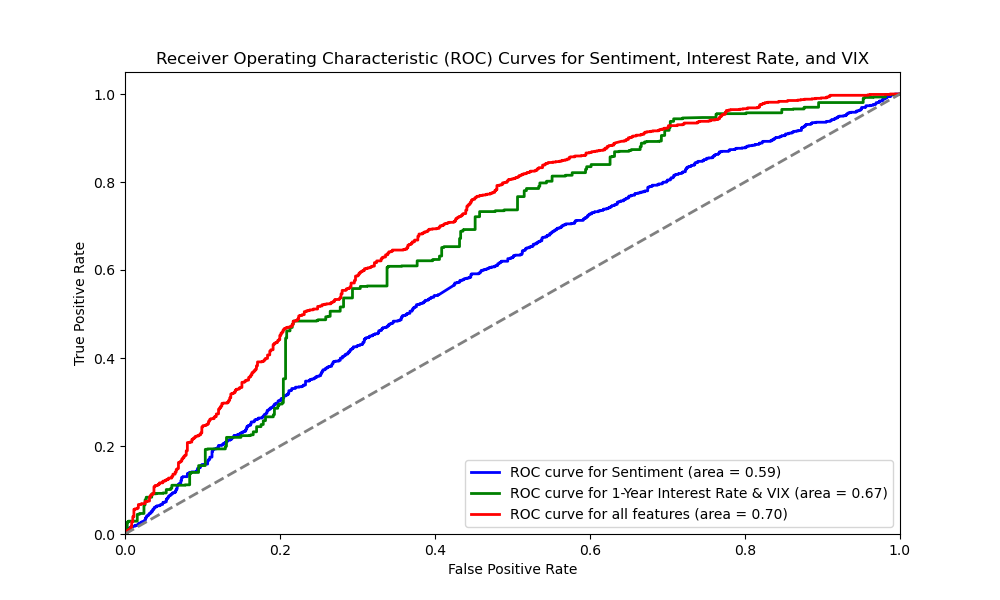 Receiver Operating Characteristic (ROC) Curves for Sentiment, Interest Rate, and VIX
1.0
0.8
0.6
0.4
0.2
0.0
True Positive Rate
ROC curve for Sentiment (area = 0.59)
ROC curve for 1-Year Interest Rate & VIX (area = 0.67)
ROC curve for all features (area = 0.70)
0.0 0.2 0.4 0.6 0.8 1.0
False Positive Rate